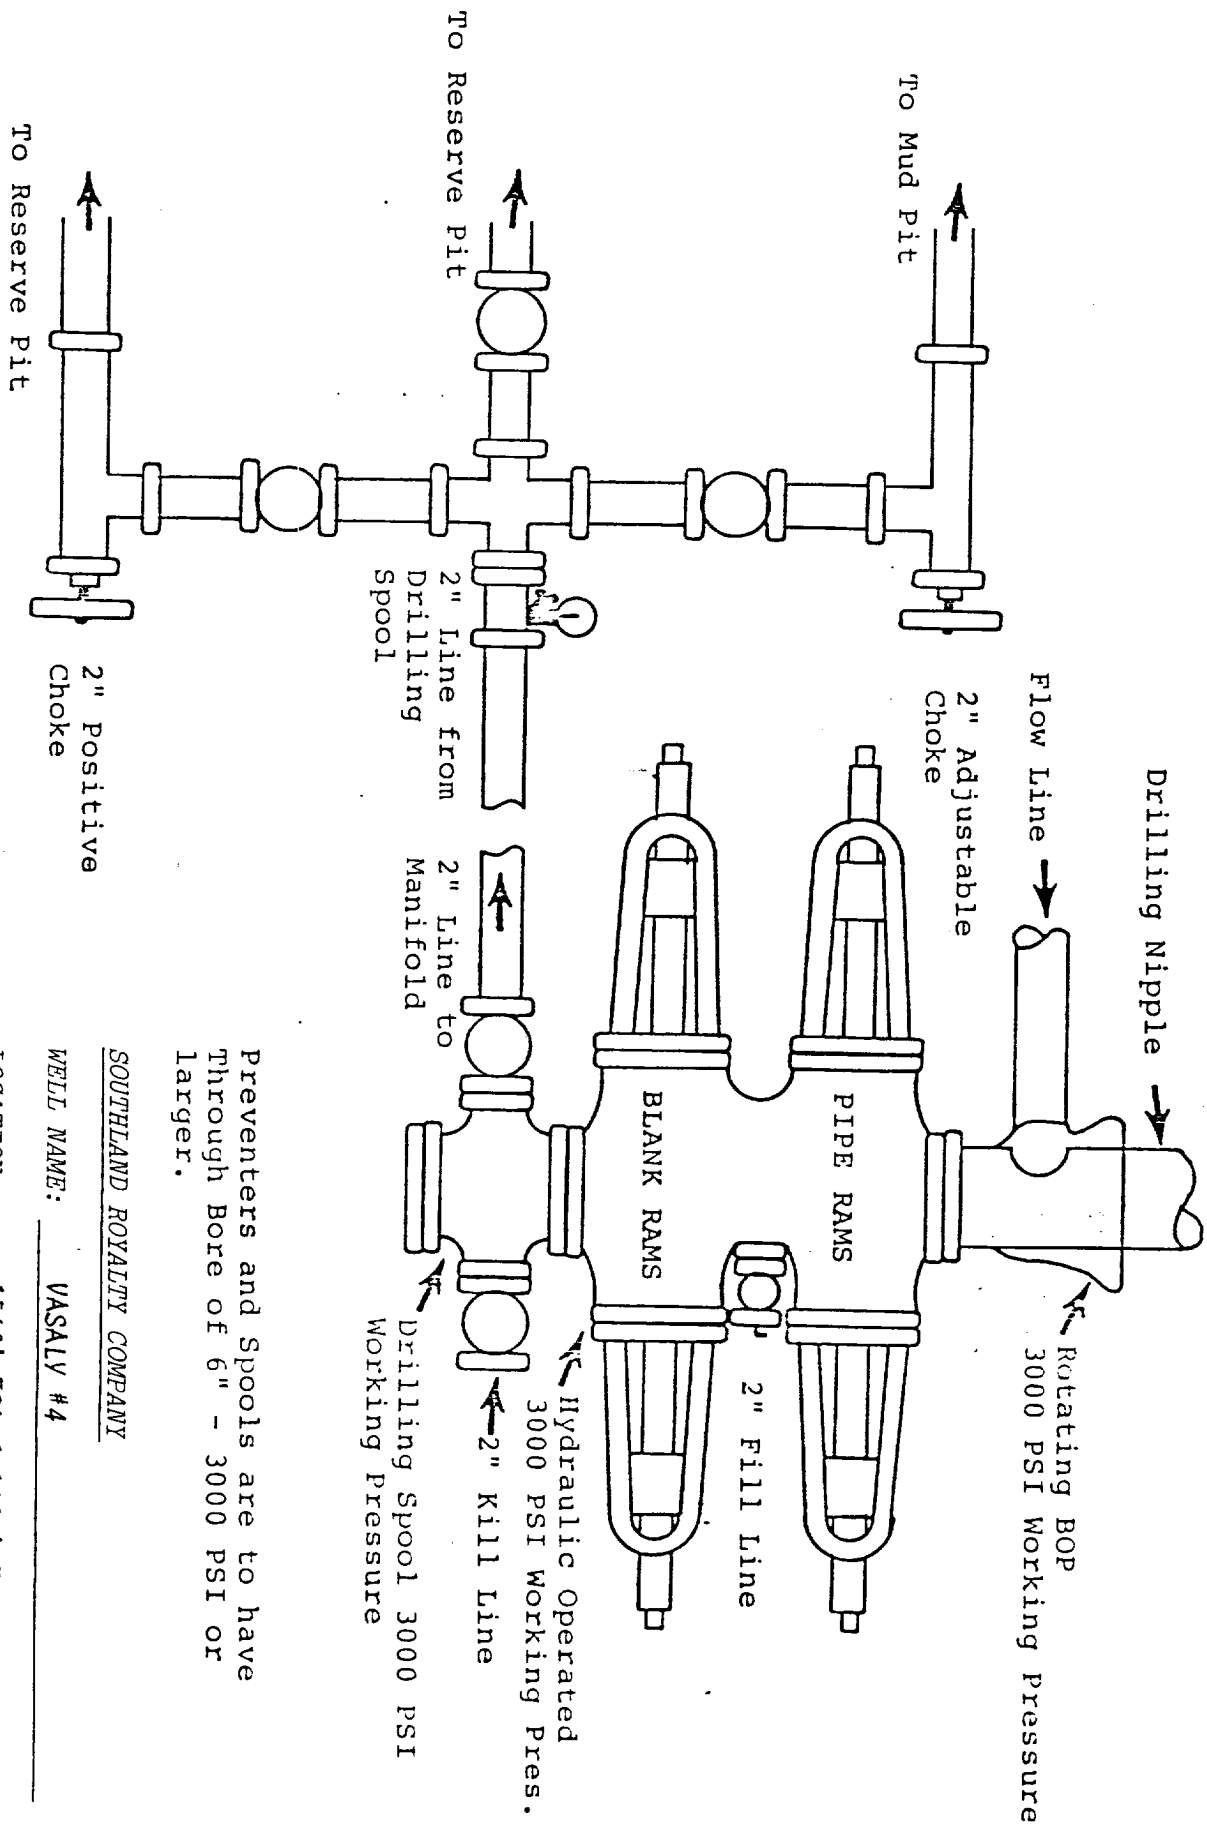 Drilling Nipple
Flow Line
Rotating BOP
3000 PSI Working Pressure
To Mud Pit
2" Adjustable
Choke
PIPE RAMS
2" Fill Line
BLANK RAMS
Hydraulic Operated
3000 PSI Working Pres.
To Reserve Pit
2" Line from
Drilling
Spool
2" Line to
Manifold
2" Kill Line
Drilling Spool 3000 PSI
Working Pressure
2" Positive
Choke
To Reserve Pit
Preventers and Spools are to have
Through Bore of 6" - 3000 PSI or
larger.
SOUTHLAND ROYALTY COMPANY
WELL NAME: VASALY #4